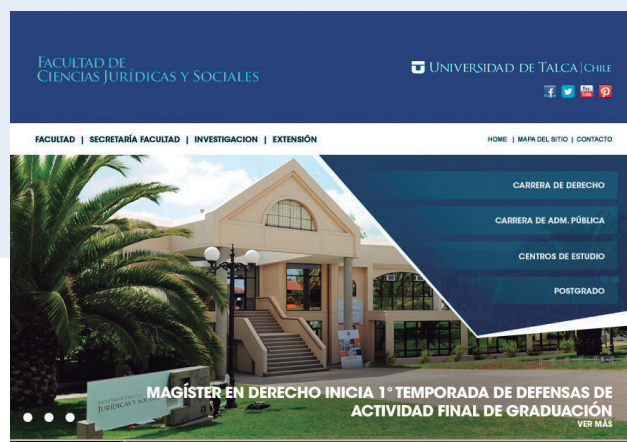 FACULTAD DE
CIENCIAS JURÍDICAS Y SOCIALES
UNIVERSIDAD DE TALCA | CHILE
FACULTAD | SECRETARÍA FACULTAD | INVESTIGACION | EXTENSIÓN
HOME | MAPA DEL SITIO | CONTACTO
CARRERA DE DERECHO
CARRERA DE ADM. PÚBLICA
CENTROS DE ESTUDIO
POSTGRADO
JURIDICAS Y
MAGÍSTER EN DERECHO INICIA 1° TEMPORADA DE DEFENSAS DE
ACTIVIDAD FINAL DE GRADUACIÓN
VER MÁS